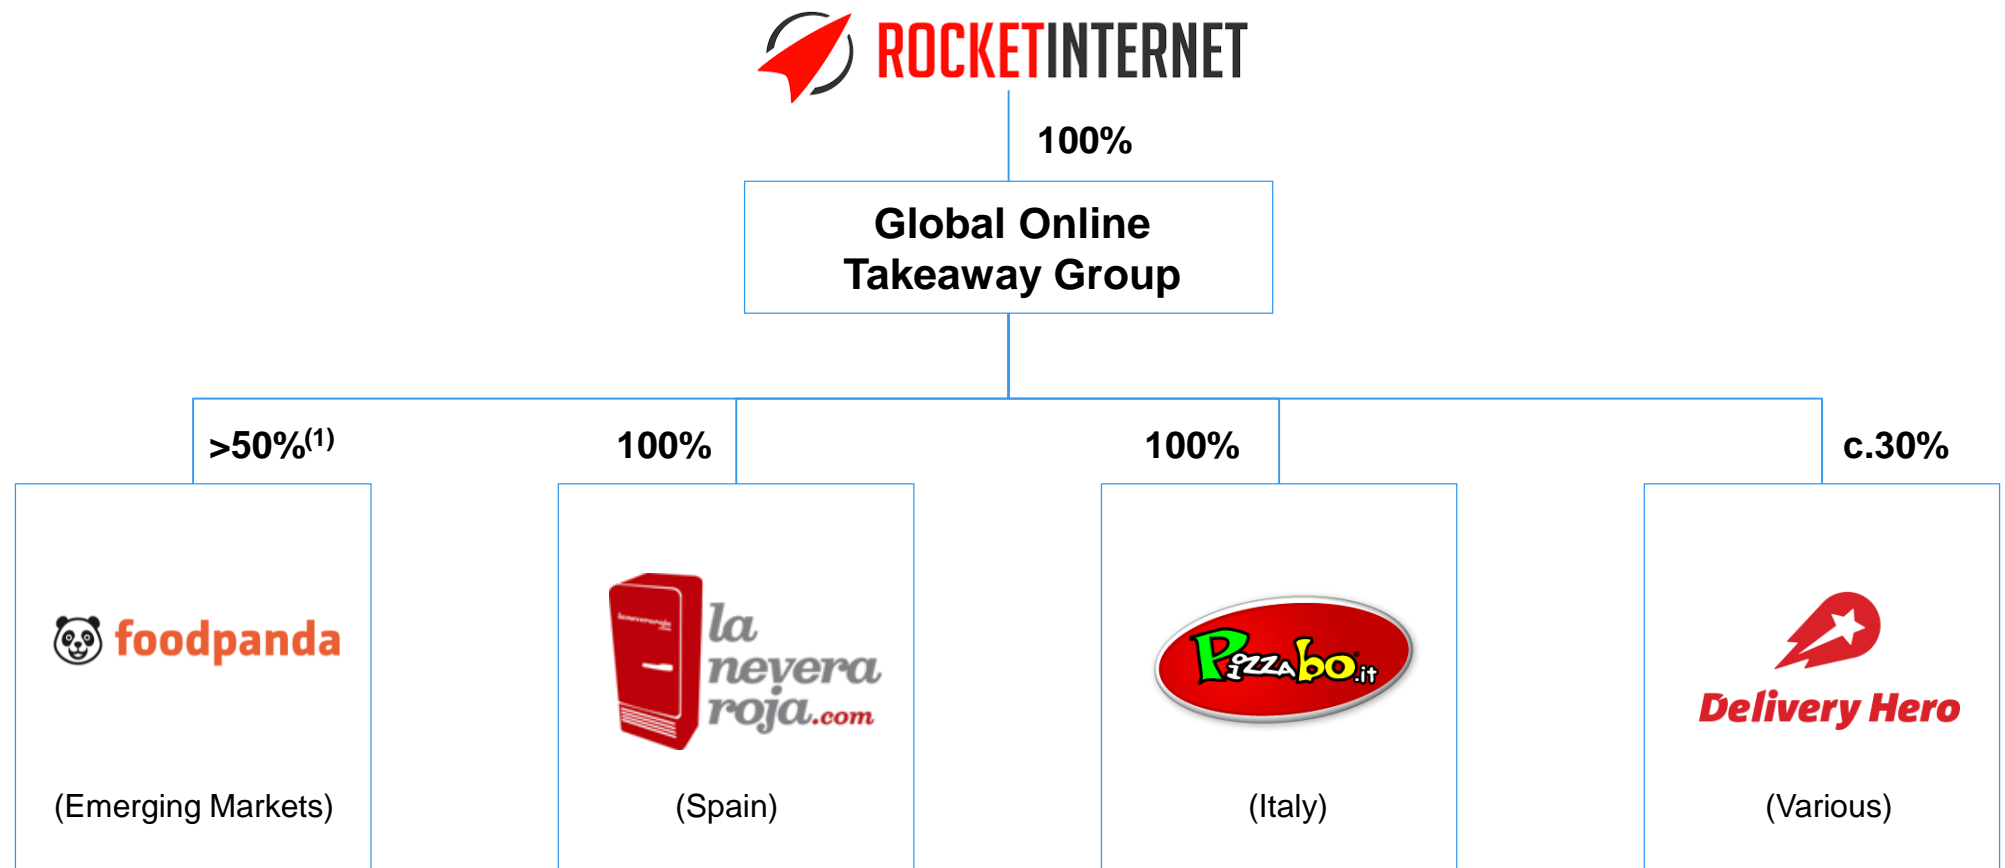 ROCKETINTERNET
100%
Global Online
Takeaway Group
>50%(1)
100%
100%
c.30%
foodpanda
la
nevera
roja.com
Pizzabo.it
Delivery Hero
(Emerging Markets)
(Spain)
(Italy)
(Various)